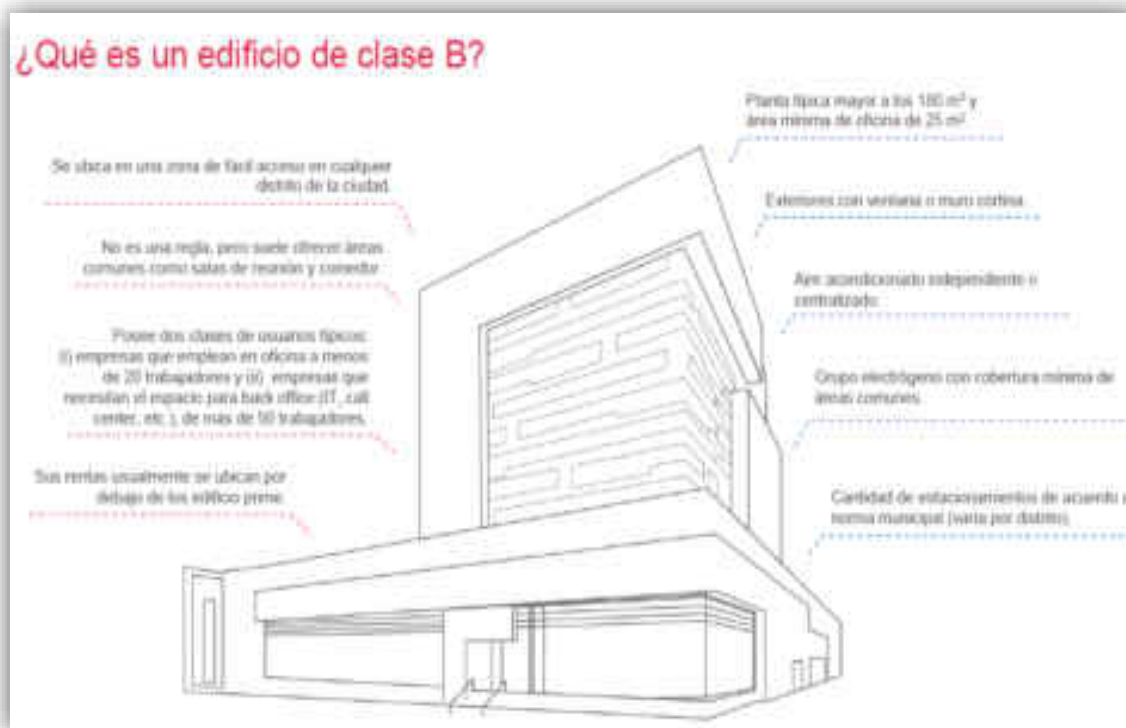 ¿Qué es un edificio de clase B?
Se ubica en una zona de fácil acceso en cualquier
distrito de la ciudad.
No es una regla, pero suele ofrecer áreas
comunes como salas de reunión y comedor.
Posee dos clases de usuarios típicos:
(i) empresas que emplean en oficina a menos
de 20 trabajadores y (ii) empresas que
necesitan el espacio para back office (IT, call
center, etc.), de más de 50 trabajadores.
Sus rentas usualmente se ubican por
debajo de los edificio prime.
Planta típica mayor a los m² y
área mínima de oficina de 25 m²
Exteriores con ventana o muro cortina.
Aire acondicionado independiente o
centralizado.
Grupo electrógeno con cobertura mínima de
áreas comunes.
Cantidad de estacionamientos de acuerdo a
norma municipal (varía por distrito).